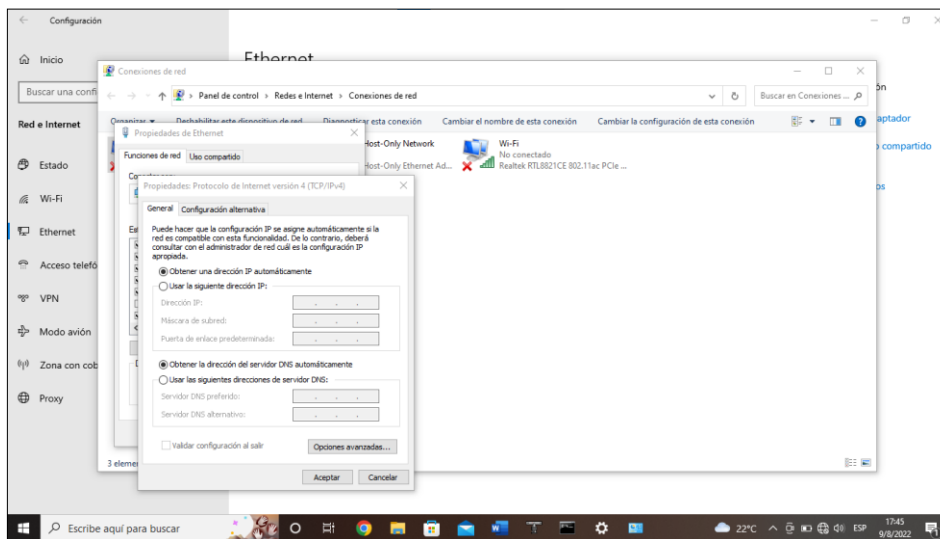 Configuración
Inicio
Ethernet
Buscar una confi
Red e Internet
Estado
Wi-Fi
Ethernet
Acceso telefó
VPN
Modo avión
Zona con cob
Proxy
ón
aptador
compartido
os
Conexiones de red
Panel de control > Redes e Internet > Conexiones de red
Buscar en Conexiones ...
Organizar Deshabilitar este dispositivo de red Diagnosticar esta conexión Cambiar el nombre de esta conexión Cambiar la configuración de esta conexión
Host-Only Network
Host-Only Ethernet Ad...
Wi-Fi
No conectado
Realtek RTL8821CE 802.11ac PCIe ...
3 eleme
Propiedades de Ethernet
Funciones de red Uso compartido
Propiedades: Protocolo de Internet versión 4 (TCP/IPv4)
General Configuración alternativa
Puede hacer que la configuración IP se asigne automáticamente si la
red es compatible con esta funcionalidad. De lo contrario, deberá
consultar con el administrador de red cuál es la configuración IP
apropiada.
Obtener una dirección IP automáticamente
Usar la siguiente dirección IP:
Dirección IP:
Máscara de subred:
Puerta de enlace predeterminada:
Obtener la dirección del servidor DNS automáticamente
Usar las siguientes direcciones de servidor DNS:
Servidor DNS preferido:
Servidor DNS alternativo:
Validar configuración al salir
Opciones avanzadas...
Aceptar Cancelar
Escribe aquí para buscar
22°C
ESP
17:45
9/8/2022